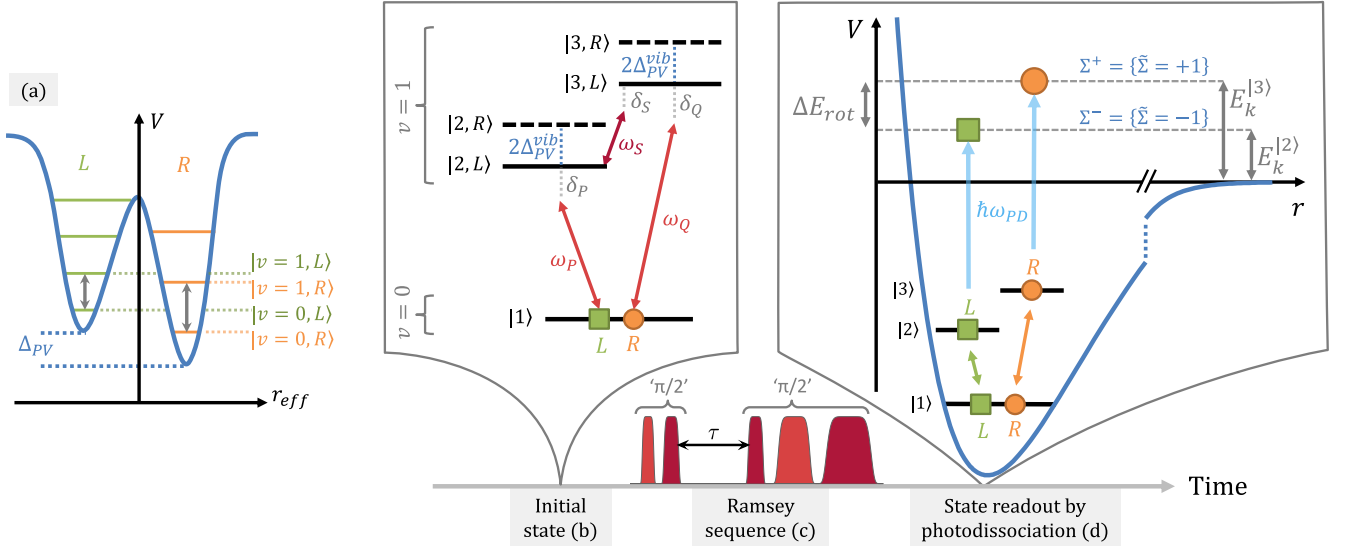 (a)
V
L
R
|v = 1, L⟩
|v = 1, R⟩
|v = 0, L⟩
|v = 0, R⟩
Δ_PV
r_eff
v = 1
v = 0
|3, R⟩
2Δ_PV^vib
|3, L⟩
δ_S
δ_Q
|2, R⟩
2Δ_PV^vib
ω_S
|2, L⟩
δ_P
ω_P
ω_Q
|1⟩
L
R
V
Σ⁺ = {Σ̃ = +1}
ΔE_rot
E_k^|3⟩
Σ⁻ = {Σ̃ = −1}
E_k^|2⟩
r
ħω_PD
R
|3⟩
L
|2⟩
|1⟩
L
R
'π/2'
'π/2'
τ
Time
Initial
state (b)
Ramsey
sequence (c)
State readout by
photodissociation (d)